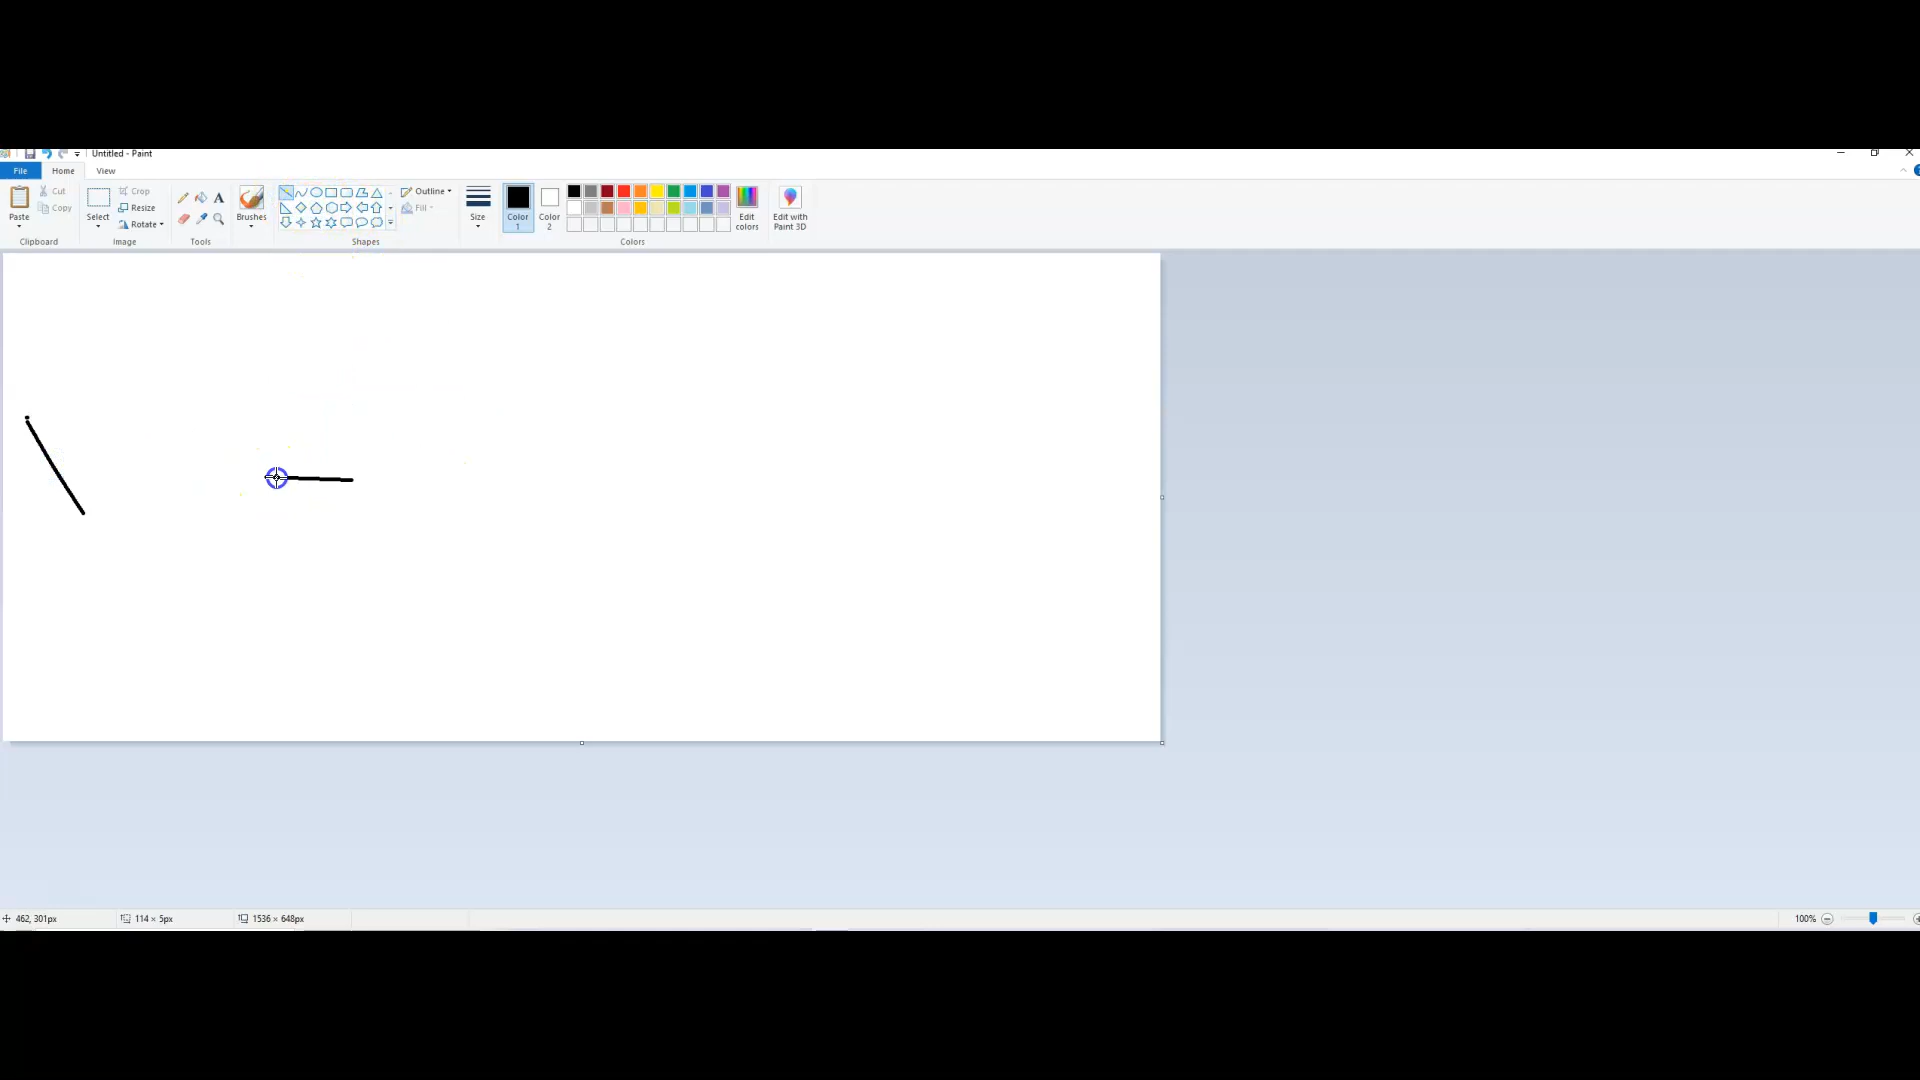 Untitled - Paint
File Home View
Paste
Cut
Copy
Clipboard
Select
Crop
Resize
Rotate
Image
A
Tools
Brushes
Outline
Fill
Shapes
Size
Color 1
Color 2
Colors
Edit colors
Edit with Paint 3D
462, 301px 114 × 5px 1536 × 648px 100%